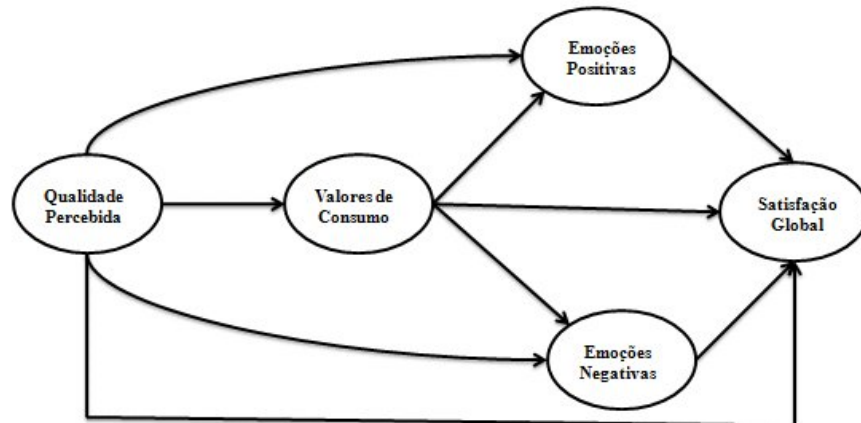 Emoções
Positivas
Qualidade
Percebida
Valores de
Consumo
Satisfação
Global
Emoções
Negativas